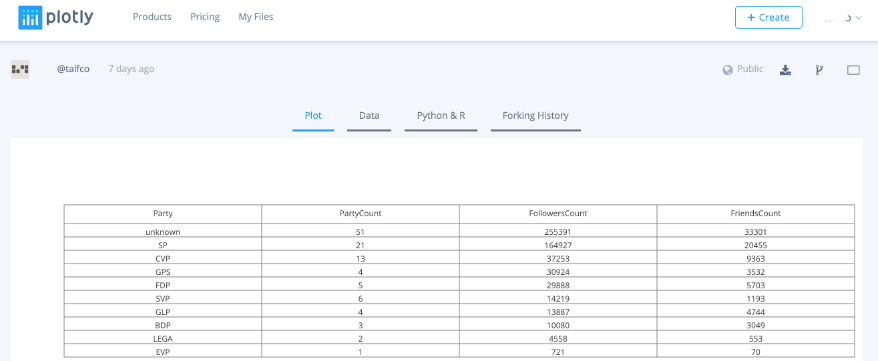 plotly Products Pricing My Files + Create
@talfco 7 days ago Public
Plot Data Python & R Forking History
Party PartyCount FollowersCount FriendsCount
unknown 51 255391 33301
SP 21 164927 20455
CVP 13 37253 9363
GPS 4 30924 3532
FDP 5 29888 5703
SVP 6 14219 1193
GLP 4 13887 4744
BDP 3 10080 3049
LEGA 2 4558 553
EVP 1 721 70